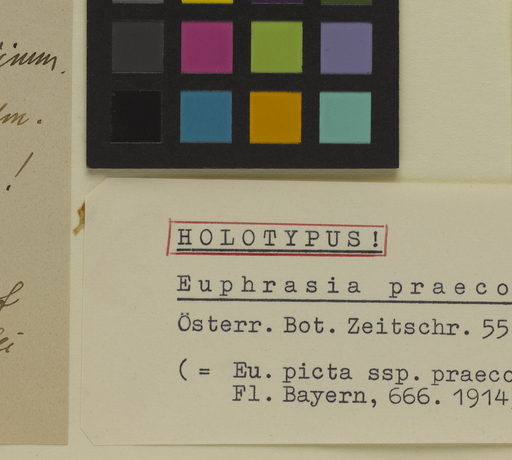 HOLOTYPUS!
Euphrasia praeco
Österr. Bot. Zeitschr. 55
( = Eu. picta ssp. praeco
Fl. Bayern, 666. 1914